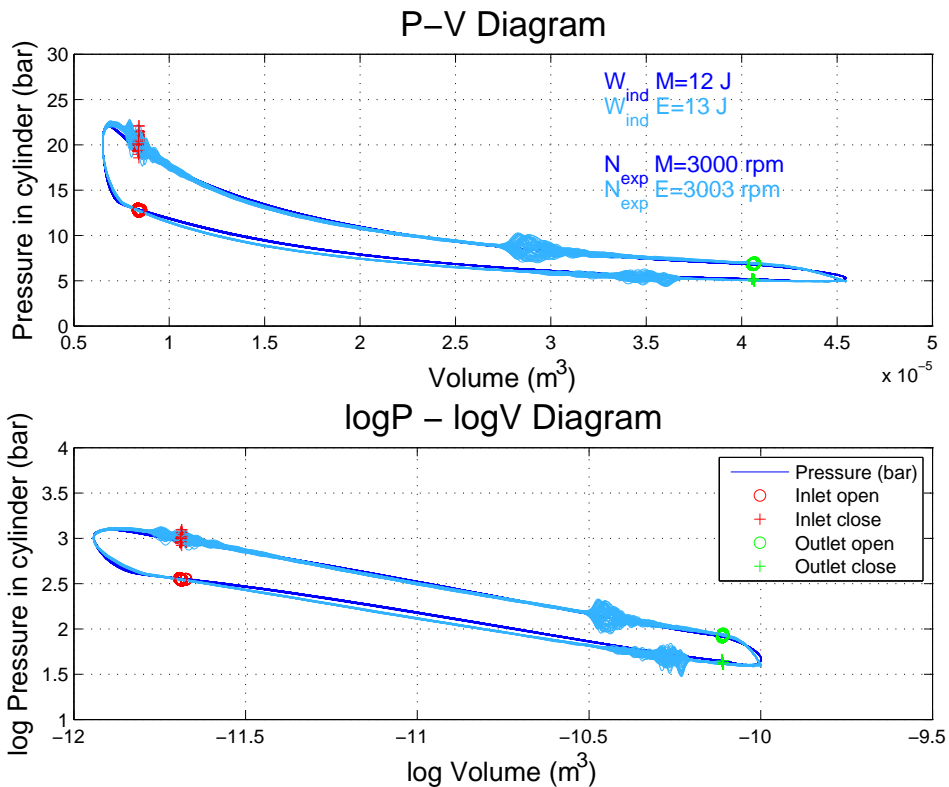 P−V Diagram
Pressure in cylinder (bar)
30
25
20
15
10
5
0
W_ind M=12 J
W_ind E=13 J
N_exp M=3000 rpm
N_exp E=3003 rpm
0.5 1 1.5 2 2.5 3 3.5 4 4.5 5
x 10^−5
Volume (m^3)
logP − logV Diagram
log Pressure in cylinder (bar)
4
3.5
3
2.5
2
1.5
1
Pressure (bar)
Inlet open
Inlet close
Outlet open
Outlet close
−12 −11.5 −11 −10.5 −10 −9.5
log Volume (m^3)